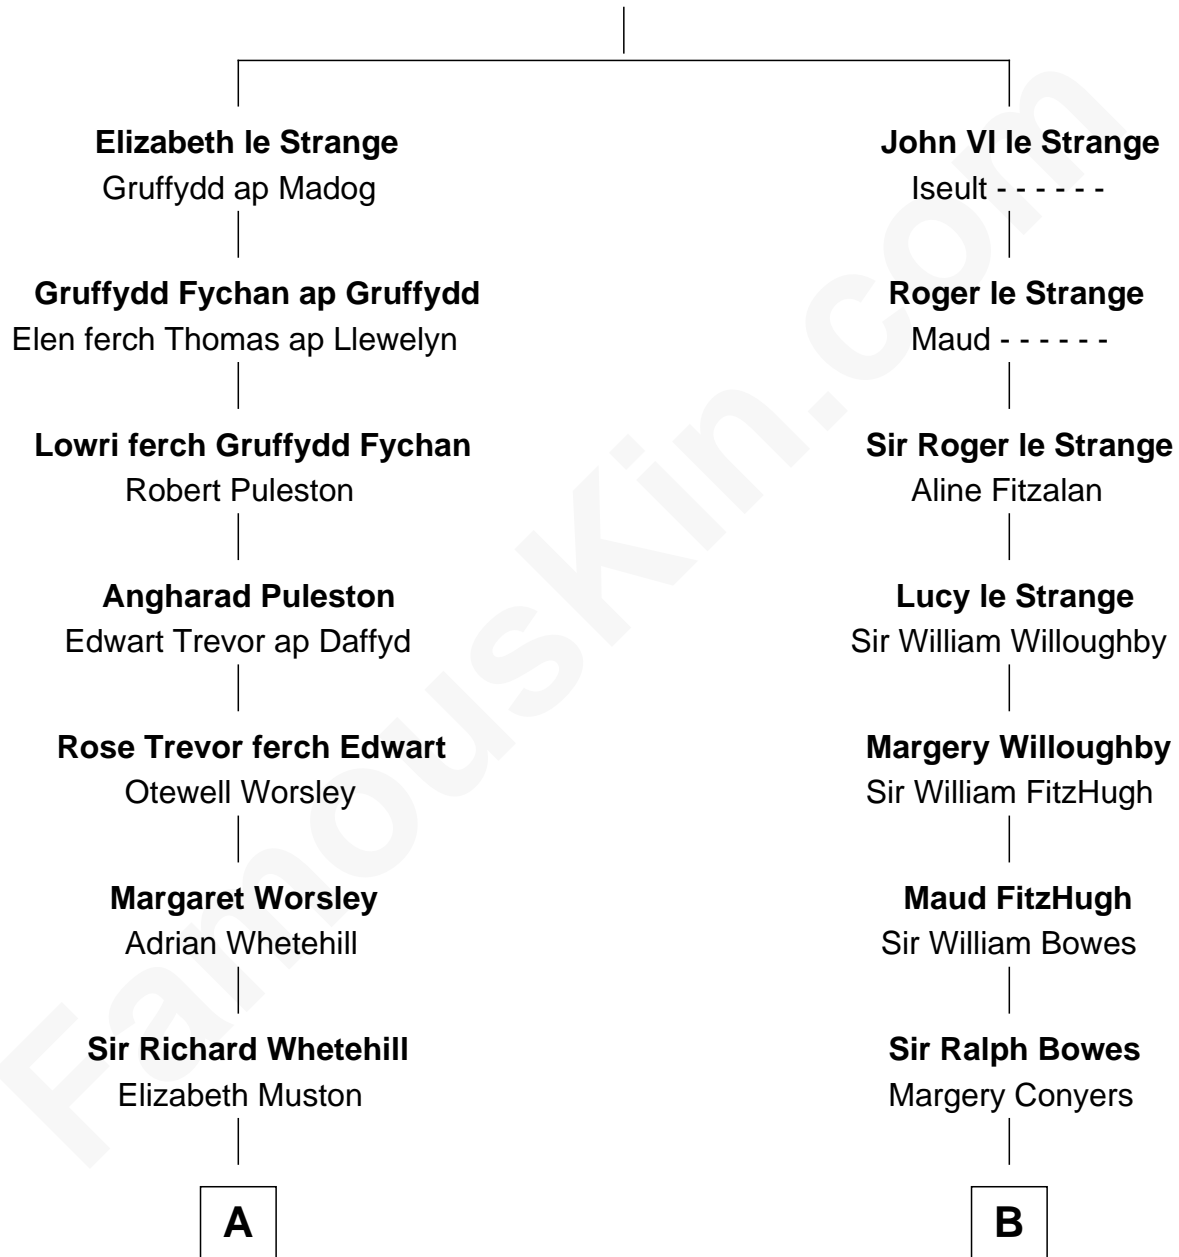 Elizabeth le Strange
Gruffydd ap Madog
Gruffydd Fychan ap Gruffydd
Elen ferch Thomas ap Llewelyn
Lowri ferch Gruffydd Fychan
Robert Puleston
Angharad Puleston
Edwart Trevor ap Daffyd
Rose Trevor ferch Edwart
Otewell Worsley
Margaret Worsley
Adrian Whetehill
Sir Richard Whetehill
Elizabeth Muston
A
John VI le Strange
Iseult - - - - - -
Roger le Strange
Maud - - - - - -
Sir Roger le Strange
Aline Fitzalan
Lucy le Strange
Sir William Willoughby
Margery Willoughby
Sir William FitzHugh
Maud FitzHugh
Sir William Bowes
Sir Ralph Bowes
Margery Conyers
B
FamousKin.com